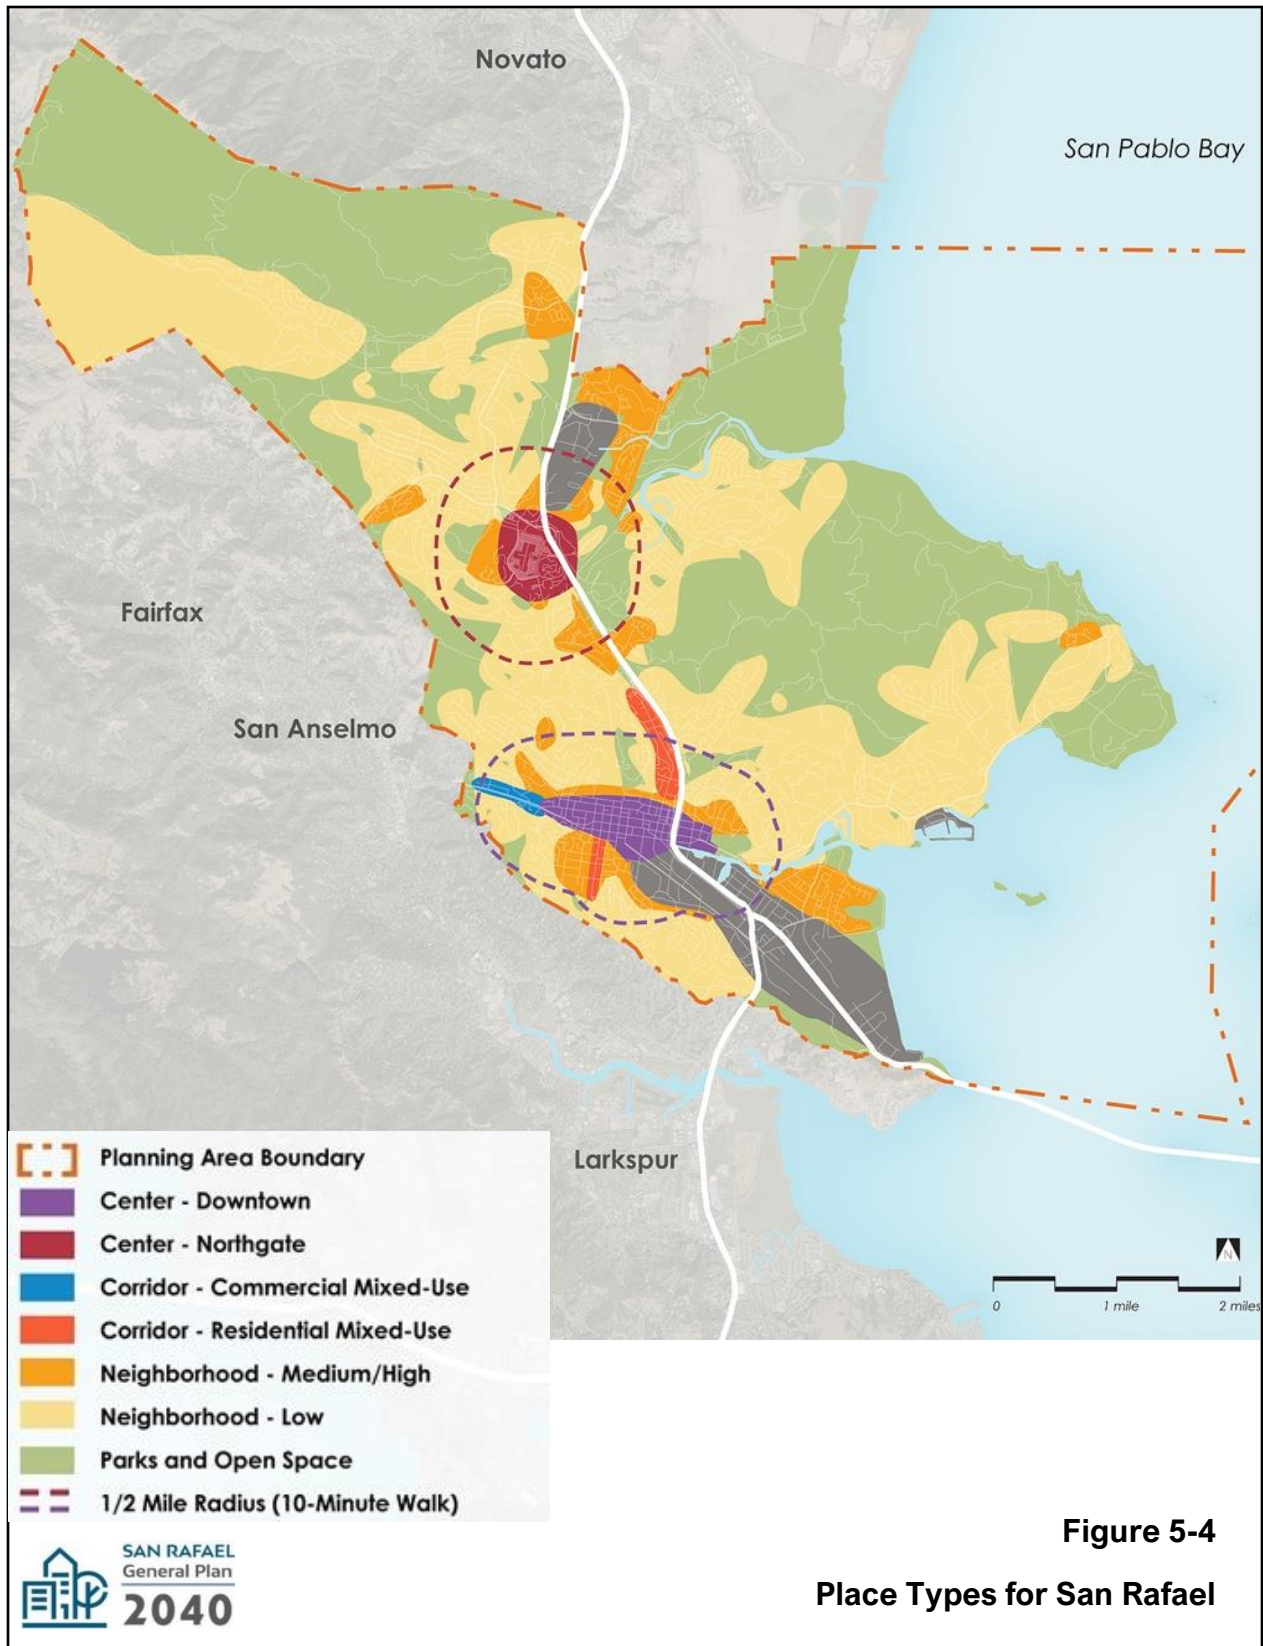 Novato
San Pablo Bay
Fairfax
San Anselmo
Larkspur
N
0 1 mile 2 miles
Planning Area Boundary
Center - Downtown
Center - Northgate
Corridor - Commercial Mixed-Use
Corridor - Residential Mixed-Use
Neighborhood - Medium/High
Neighborhood - Low
Parks and Open Space
1/2 Mile Radius (10-Minute Walk)
SAN RAFAEL
General Plan
2040
Figure 5-4
Place Types for San Rafael